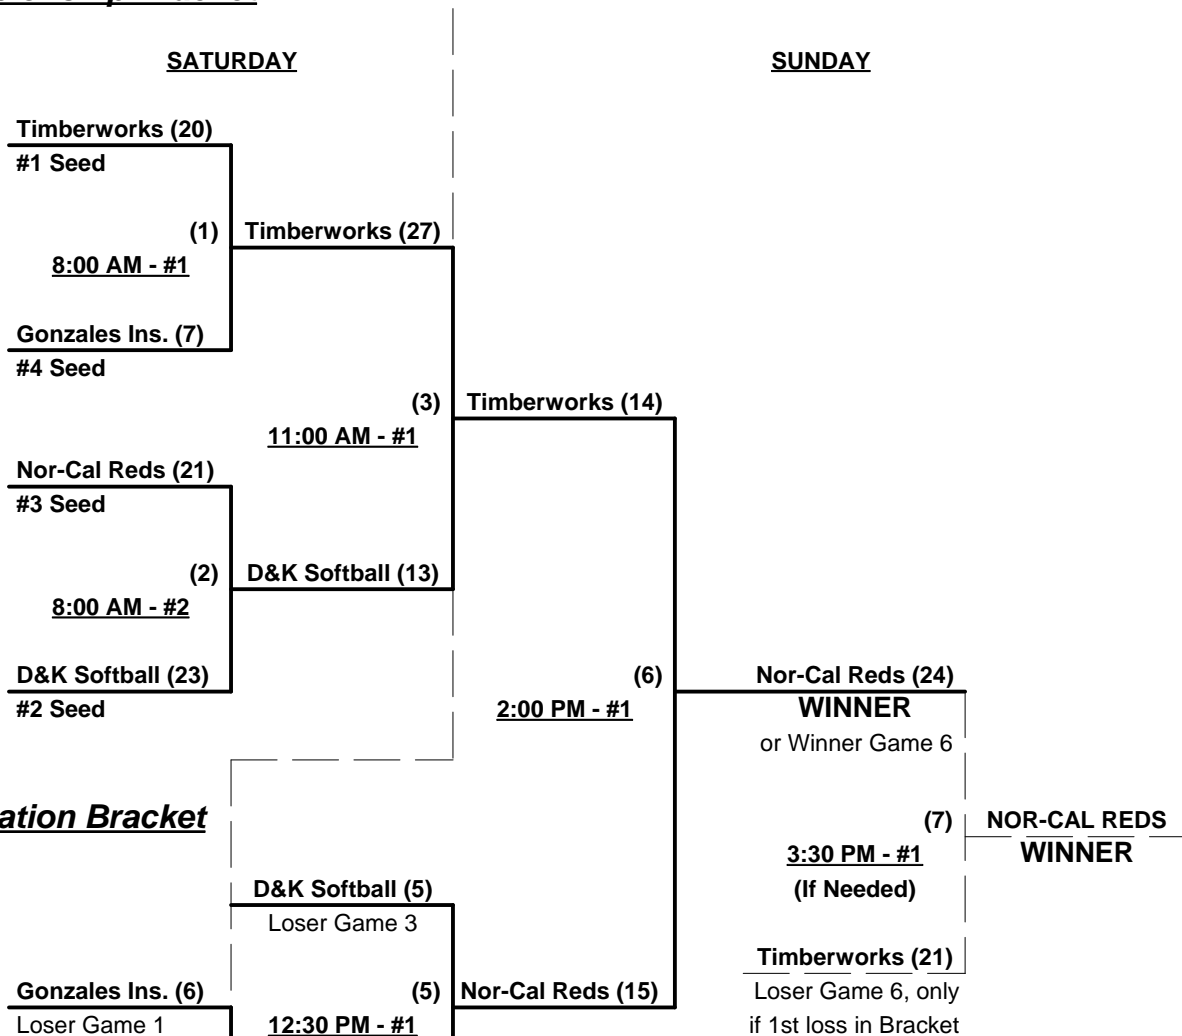 SATURDAY
SUNDAY
Timberworks (20)
#1 Seed
(1)
Timberworks (27)
8:00 AM - #1
Gonzales Ins. (7)
#4 Seed
(3)
Timberworks (14)
11:00 AM - #1
Nor-Cal Reds (21)
#3 Seed
(2)
D&K Softball (13)
8:00 AM - #2
D&K Softball (23)
#2 Seed
(6)
Nor-Cal Reds (24)
2:00 PM - #1
WINNER
or Winner Game 6
ation Bracket
(7)
NOR-CAL REDS
3:30 PM - #1
WINNER
(If Needed)
D&K Softball (5)
Loser Game 3
Timberworks (21)
Gonzales Ins. (6)
(5)
Nor-Cal Reds (15)
Loser Game 6, only
Loser Game 1
12:30 PM - #1
if 1st loss in Bracket